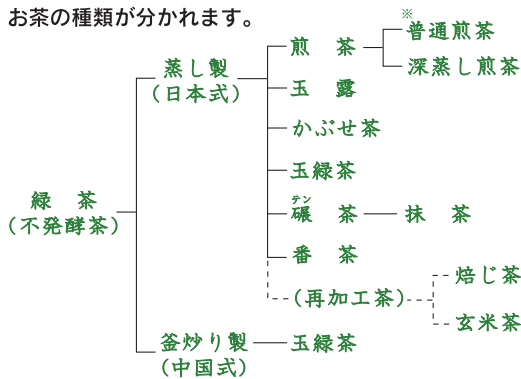 お茶の種類が分かれます。
※
普通煎茶
煎　茶
深蒸し煎茶
蒸し製
(日本式)
玉　露
かぶせ茶
玉緑茶
緑　茶
(不発酵茶)
テン
碾　茶
抹　茶
番　茶
(再加工茶)
焙じ茶
玄米茶
釜炒り製
(中国式)
玉緑茶